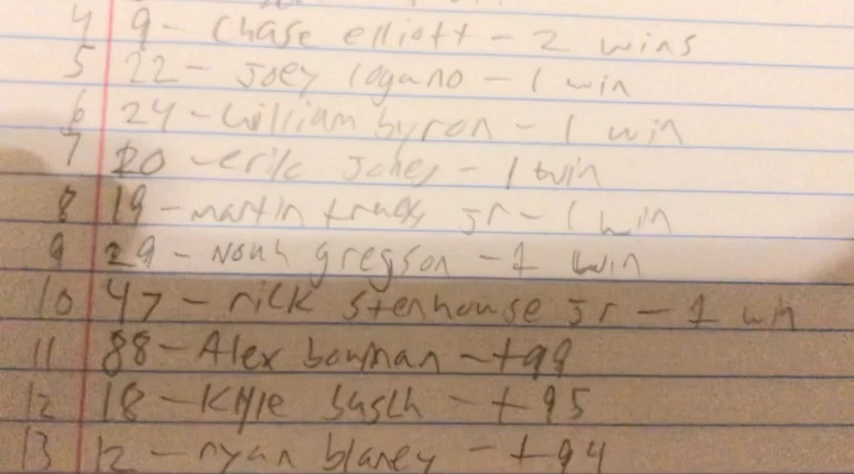 4 9- Chase elliott - 2 wins
5 22- Joey logano - 1 win
6 24 - William byron - 1 win
7 20 - erik Jones - 1 win
8 19 - martin truex jr - 1 win
9 29 - Noah gregson - 1 win
10 47 - rick stenhouse jr - 1 win
11 88 - Alex bowman - +99
12 18 - Kyle busch - +95
13 12 - ryan blaney - +94